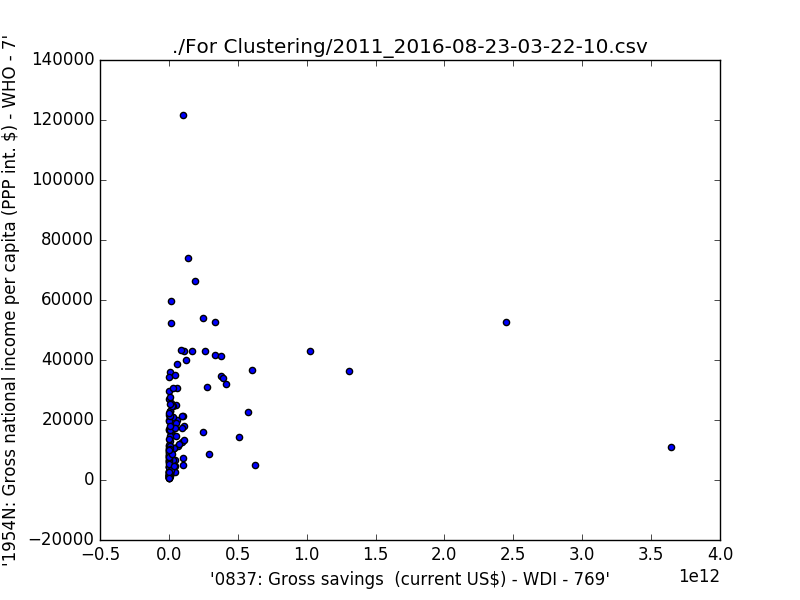 ./For Clustering/2011_2016-08-23-03-22-10.csv
'1954N: Gross national income per capita (PPP int. $) - WHO - 7'
140000
120000
100000
80000
60000
40000
20000
0
−20000
−0.5 0.0 0.5 1.0 1.5 2.0 2.5 3.0 3.5 4.0
1e12
'0837: Gross savings  (current US$) - WDI - 769'